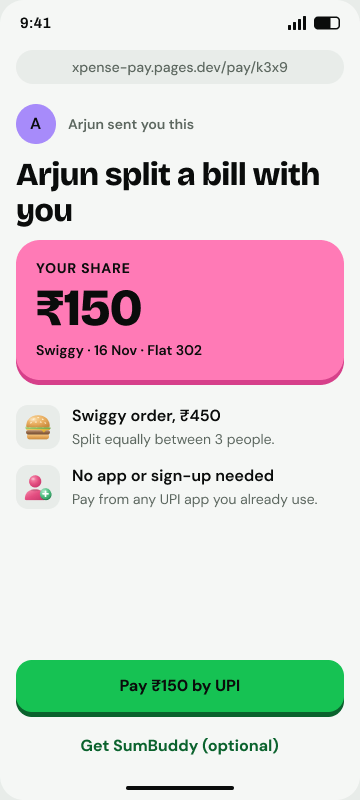 9:41
xpense-pay.pages.dev/pay/k3x9
A
Arjun sent you this
Arjun split a bill with
you
YOUR SHARE
₹150
Swiggy · 16 Nov · Flat 302
Swiggy order, ₹450
Split equally between 3 people.
No app or sign-up needed
Pay from any UPI app you already use.
Pay ₹150 by UPI
Get SumBuddy (optional)